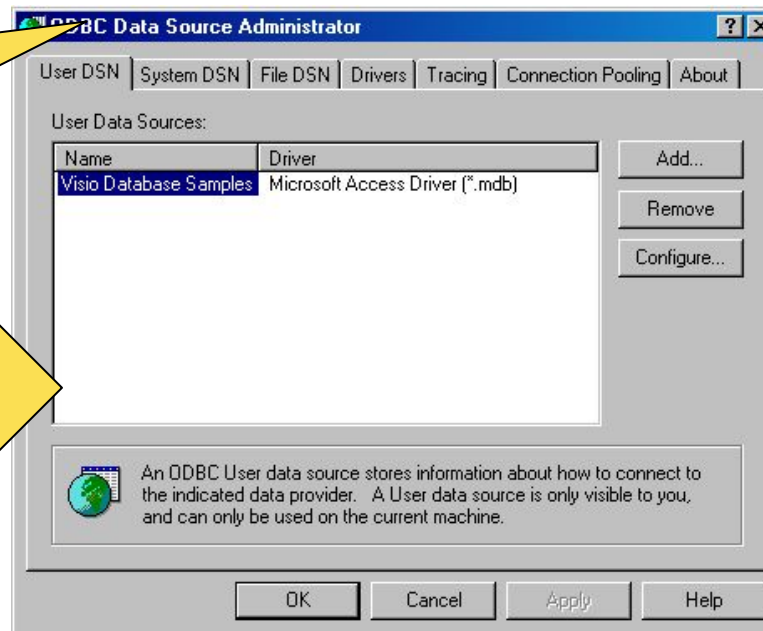 ODBC Data Source Administrator
User DSN System DSN File DSN Drivers Tracing Connection Pooling About
User Data Sources:
Name Driver
Visio Database Samples Microsoft Access Driver (*.mdb)
Add...
Remove
Configure...
An ODBC User data source stores information about how to connect to
the indicated data provider. A User data source is only visible to you,
and can only be used on the current machine.
OK Cancel Apply Help